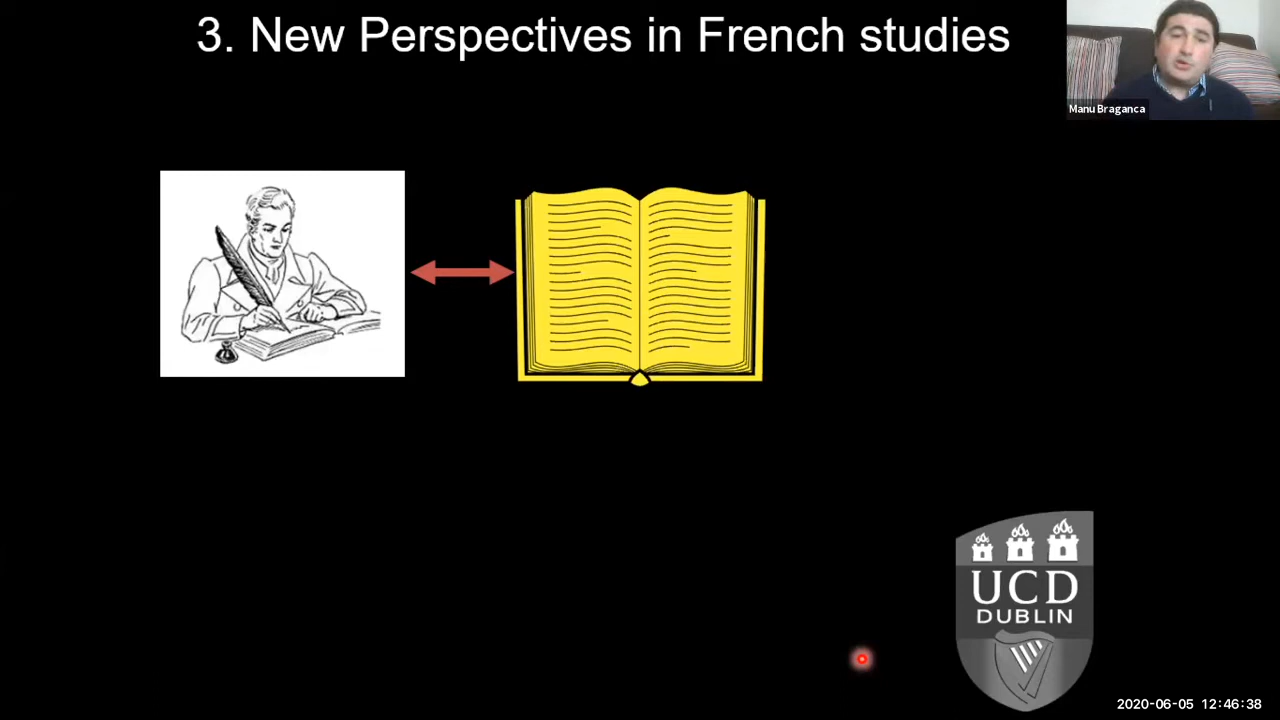 3. New Perspectives in French studies
Manu Braganca
UCD
DUBLIN
2020-06-05 12:46:38